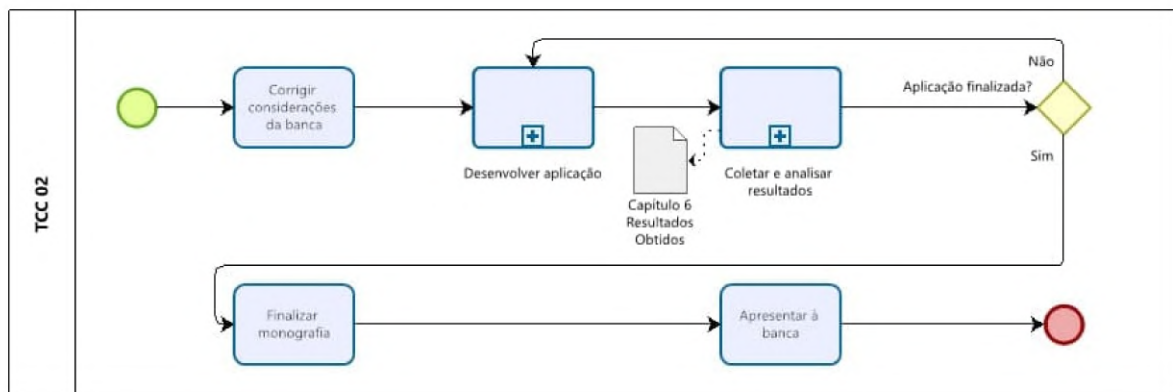 TCC 02
Corrigir
considerações
da banca
Desenvolver aplicação
Capítulo 6
Resultados
Obtidos
Coletar e analisar
resultados
Aplicação finalizada?
Não
Sim
Finalizar
monografia
Apresentar à
banca